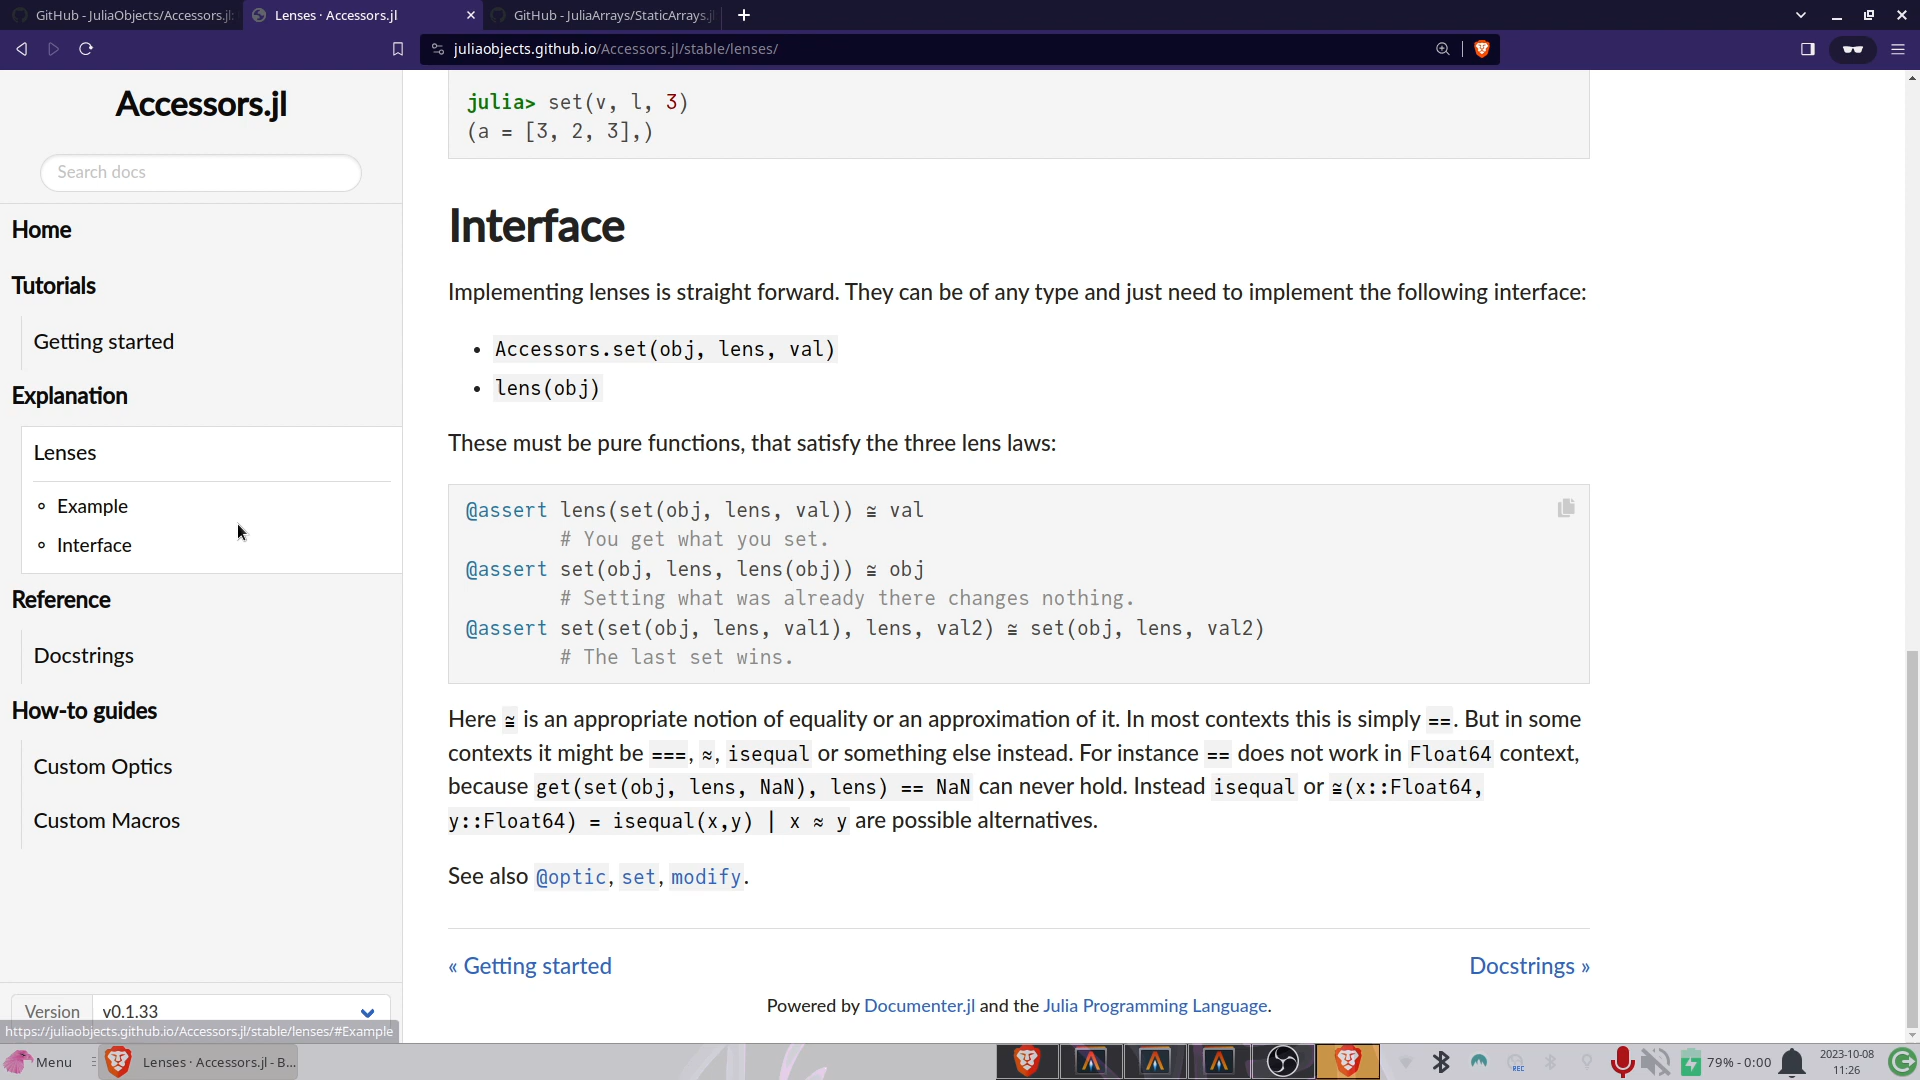 GitHub - JuliaObjects/Accessors.jl:
Lenses · Accessors.jl
GitHub - JuliaArrays/StaticArrays.jl
juliaobjects.github.io/Accessors.jl/stable/lenses/
Accessors.jl
Search docs
Home
Tutorials
Getting started
Explanation
Lenses
Example
Interface
Reference
Docstrings
How-to guides
Custom Optics
Custom Macros
Version v0.1.33
https://juliaobjects.github.io/Accessors.jl/stable/lenses/#Example
julia> set(v, l, 3)
(a = [3, 2, 3],)
Interface
Implementing lenses is straight forward. They can be of any type and just need to implement the following interface:
• Accessors.set(obj, lens, val)
• lens(obj)
These must be pure functions, that satisfy the three lens laws:
@assert lens(set(obj, lens, val)) ≅ val
# You get what you set.
@assert set(obj, lens, lens(obj)) ≅ obj
# Setting what was already there changes nothing.
@assert set(set(obj, lens, val1), lens, val2) ≅ set(obj, lens, val2)
# The last set wins.
Here ≅ is an appropriate notion of equality or an approximation of it. In most contexts this is simply ==. But in some
contexts it might be ===, ≈, isequal or something else instead. For instance == does not work in Float64 context,
because get(set(obj, lens, NaN), lens) == NaN can never hold. Instead isequal or ≅(x::Float64,
y::Float64) = isequal(x,y) | x ≈ y are possible alternatives.
See also @optic, set, modify.
« Getting started
Docstrings »
Powered by Documenter.jl and the Julia Programming Language.
Menu
Lenses · Accessors.jl - B...
REC
79% - 0:00
2023-10-08
11:26